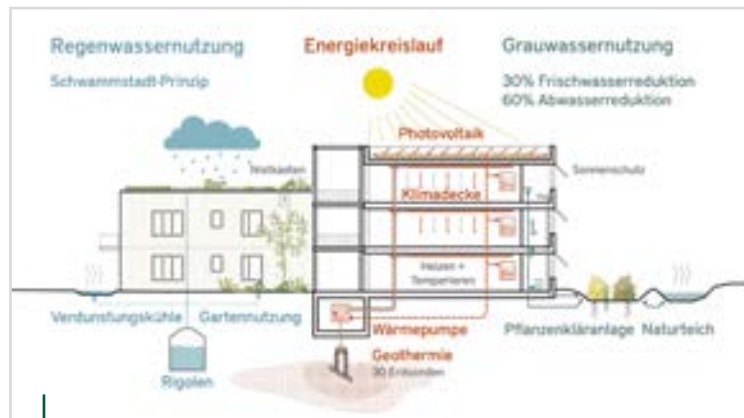 Regenwassernutzung
Schwammstadt-Prinzip
Energiekreislauf
Grauwassernutzung
30% Frischwasserreduktion
60% Abwasserreduktion
Photovoltaik
Nistkasten
Sonnenschutz
Klimadecke
Heizen +
Temperieren
Verdunstungskühle
Gartennutzung
Rigolen
Wärmepumpe
Geothermie
30 Erdsonden
Pflanzenkläranlage
Naturteich